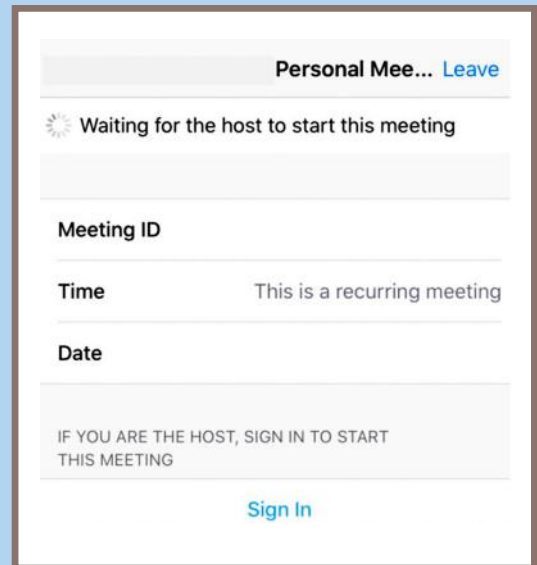 Personal Mee... Leave
Waiting for the host to start this meeting
Meeting ID
Time This is a recurring meeting
Date
IF YOU ARE THE HOST, SIGN IN TO START
THIS MEETING
Sign In